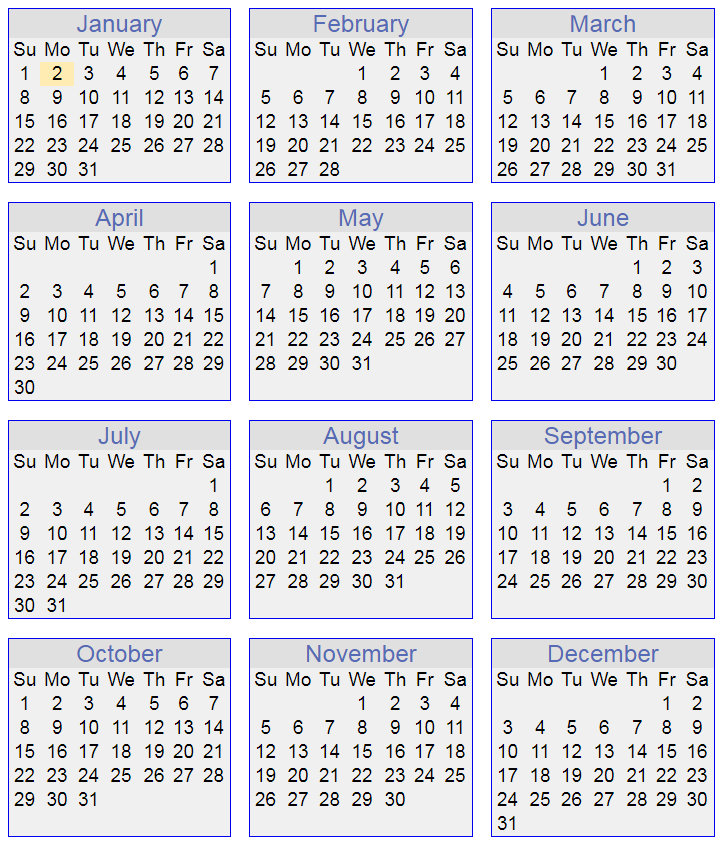 January
Su Mo Tu We Th Fr Sa
1 2 3 4 5 6 7
8 9 10 11 12 13 14
15 16 17 18 19 20 21
22 23 24 25 26 27 28
29 30 31
February
Su Mo Tu We Th Fr Sa
1 2 3 4
5 6 7 8 9 10 11
12 13 14 15 16 17 18
19 20 21 22 23 24 25
26 27 28
March
Su Mo Tu We Th Fr Sa
1 2 3 4
5 6 7 8 9 10 11
12 13 14 15 16 17 18
19 20 21 22 23 24 25
26 27 28 29 30 31
April
Su Mo Tu We Th Fr Sa
1
2 3 4 5 6 7 8
9 10 11 12 13 14 15
16 17 18 19 20 21 22
23 24 25 26 27 28 29
30
May
Su Mo Tu We Th Fr Sa
1 2 3 4 5 6
7 8 9 10 11 12 13
14 15 16 17 18 19 20
21 22 23 24 25 26 27
28 29 30 31
June
Su Mo Tu We Th Fr Sa
1 2 3
4 5 6 7 8 9 10
11 12 13 14 15 16 17
18 19 20 21 22 23 24
25 26 27 28 29 30
July
Su Mo Tu We Th Fr Sa
1
2 3 4 5 6 7 8
9 10 11 12 13 14 15
16 17 18 19 20 21 22
23 24 25 26 27 28 29
30 31
August
Su Mo Tu We Th Fr Sa
1 2 3 4 5
6 7 8 9 10 11 12
13 14 15 16 17 18 19
20 21 22 23 24 25 26
27 28 29 30 31
September
Su Mo Tu We Th Fr Sa
1 2
3 4 5 6 7 8 9
10 11 12 13 14 15 16
17 18 19 20 21 22 23
24 25 26 27 28 29 30
October
Su Mo Tu We Th Fr Sa
1 2 3 4 5 6 7
8 9 10 11 12 13 14
15 16 17 18 19 20 21
22 23 24 25 26 27 28
29 30 31
November
Su Mo Tu We Th Fr Sa
1 2 3 4
5 6 7 8 9 10 11
12 13 14 15 16 17 18
19 20 21 22 23 24 25
26 27 28 29 30
December
Su Mo Tu We Th Fr Sa
1 2
3 4 5 6 7 8 9
10 11 12 13 14 15 16
17 18 19 20 21 22 23
24 25 26 27 28 29 30
31